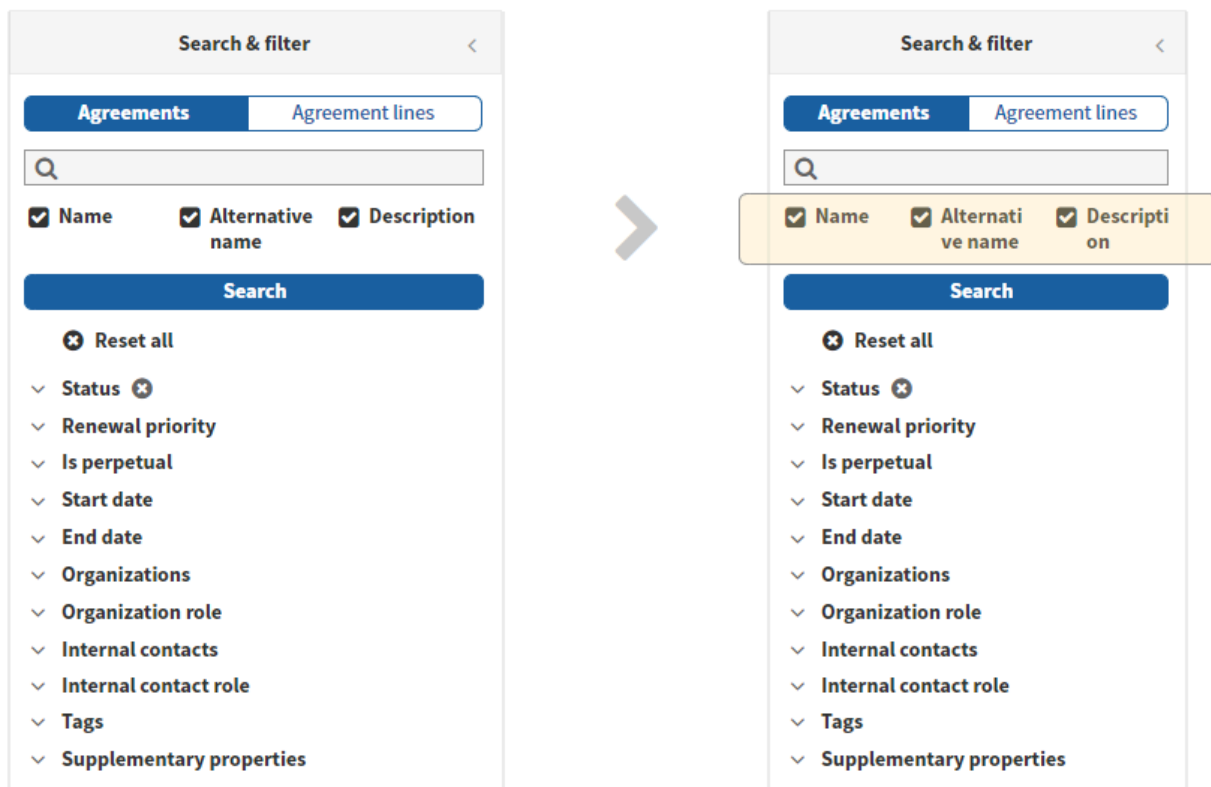 Search & filter
Agreements Agreement lines
Name Alternative Description
name
Search
Reset all
Status
Renewal priority
Is perpetual
Start date
End date
Organizations
Organization role
Internal contacts
Internal contact role
Tags
Supplementary properties
Search & filter
Agreements Agreement lines
Name Alternati Descripti
ve name on
Search
Reset all
Status
Renewal priority
Is perpetual
Start date
End date
Organizations
Organization role
Internal contacts
Internal contact role
Tags
Supplementary properties